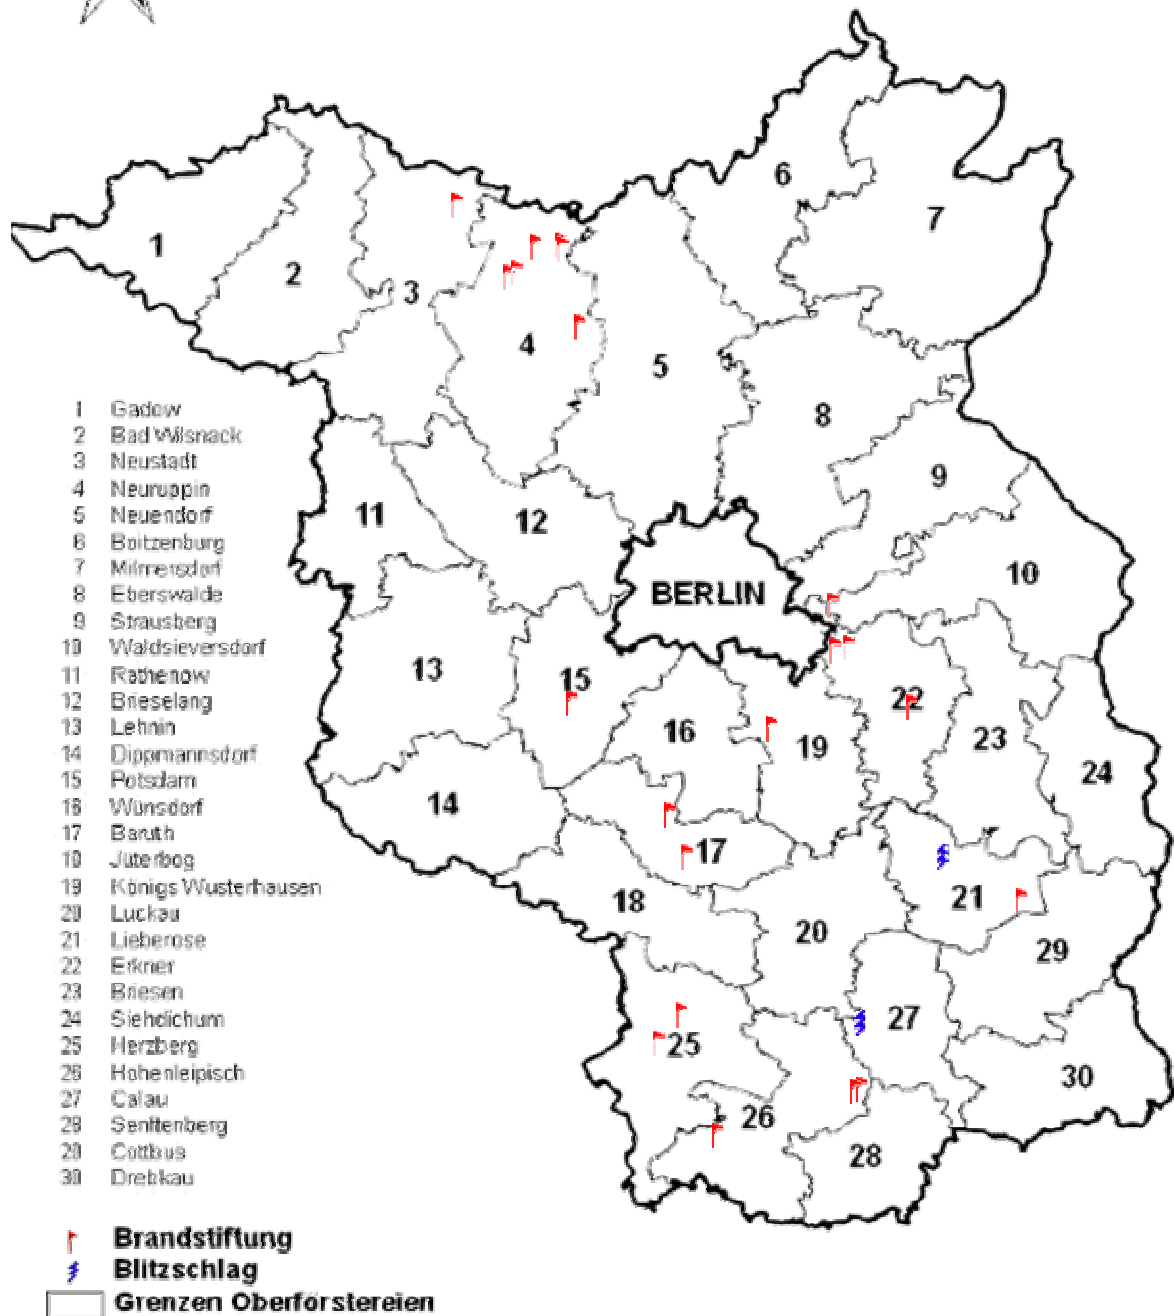 6
7
1
2
3
4
5
8
9
11
12
10
BERLIN
13
15
22
16
19
23
24
14
17
21
18
20
29
27
25
30
26
28
1 Gadow
2 Bad Wilsnack
3 Neustadt
4 Neuruppin
5 Neuendorf
6 Boitzenburg
7 Milmersdorf
8 Eberswalde
9 Strausberg
10 Waldsieversdorf
11 Rathenow
12 Brieselang
13 Lehnin
14 Dippmannsdorf
15 Potsdam
16 Wünsdorf
17 Baruth
18 Jüterbog
19 Königs Wusterhausen
20 Luckau
21 Lieberose
22 Erkner
23 Briesen
24 Siehdichum
25 Herzberg
26 Hohenleipisch
27 Calau
28 Senftenberg
29 Cottbus
30 Drebkau
Brandstiftung
Blitzschlag
Grenzen Oberförstereien